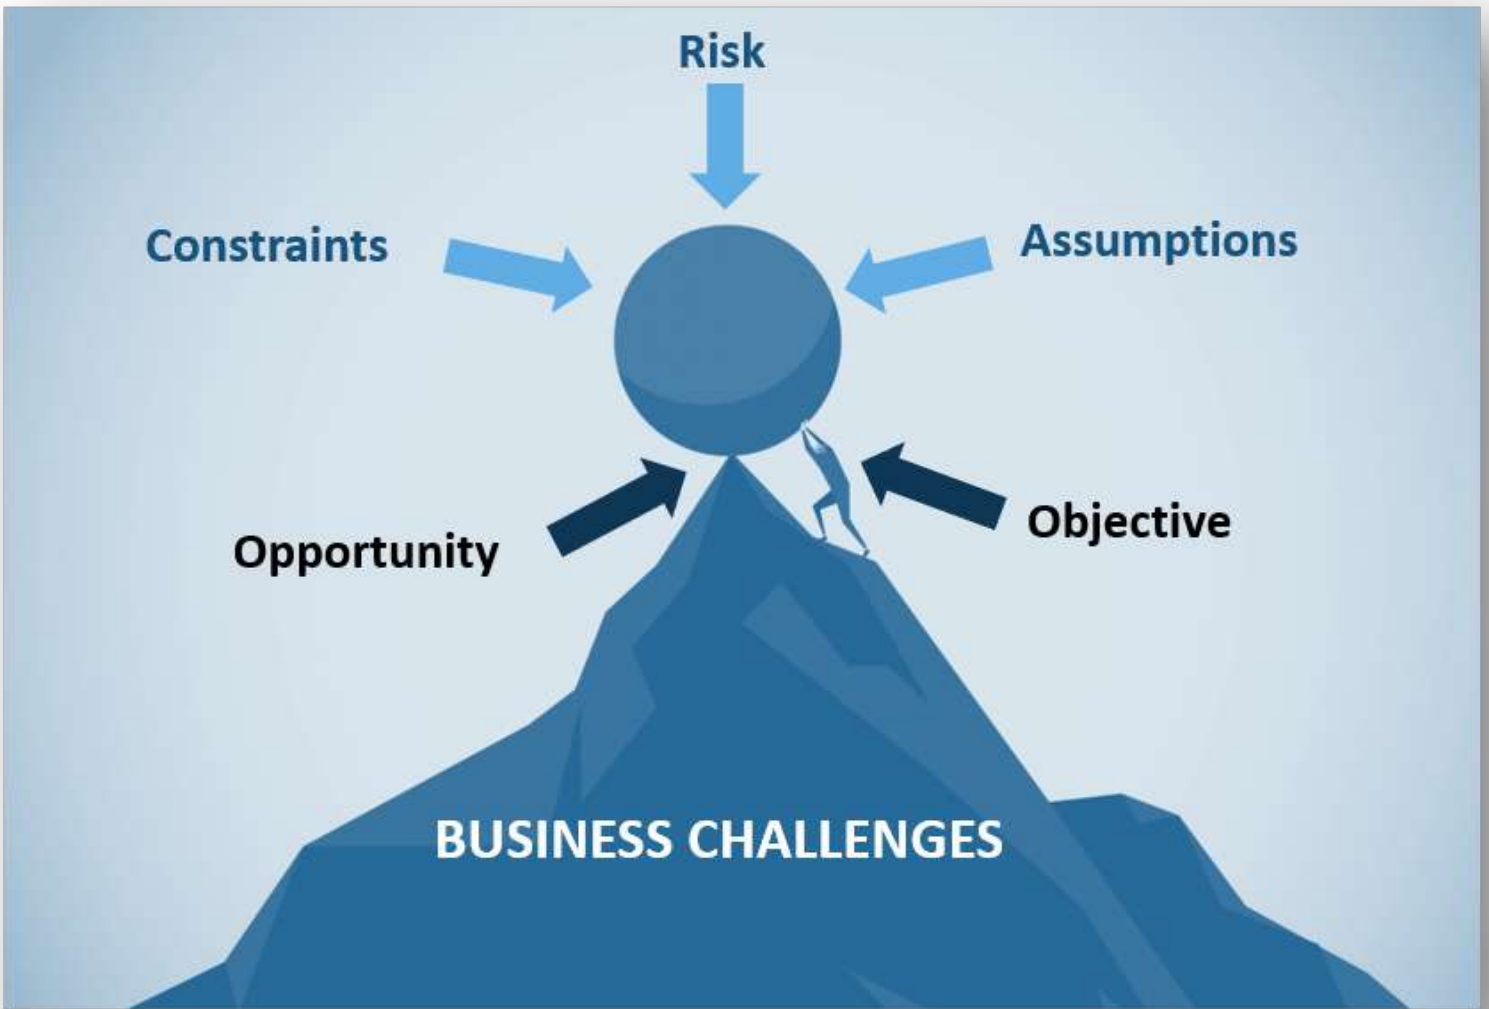 Risk
Constraints
Assumptions
Opportunity
Objective
BUSINESS CHALLENGES